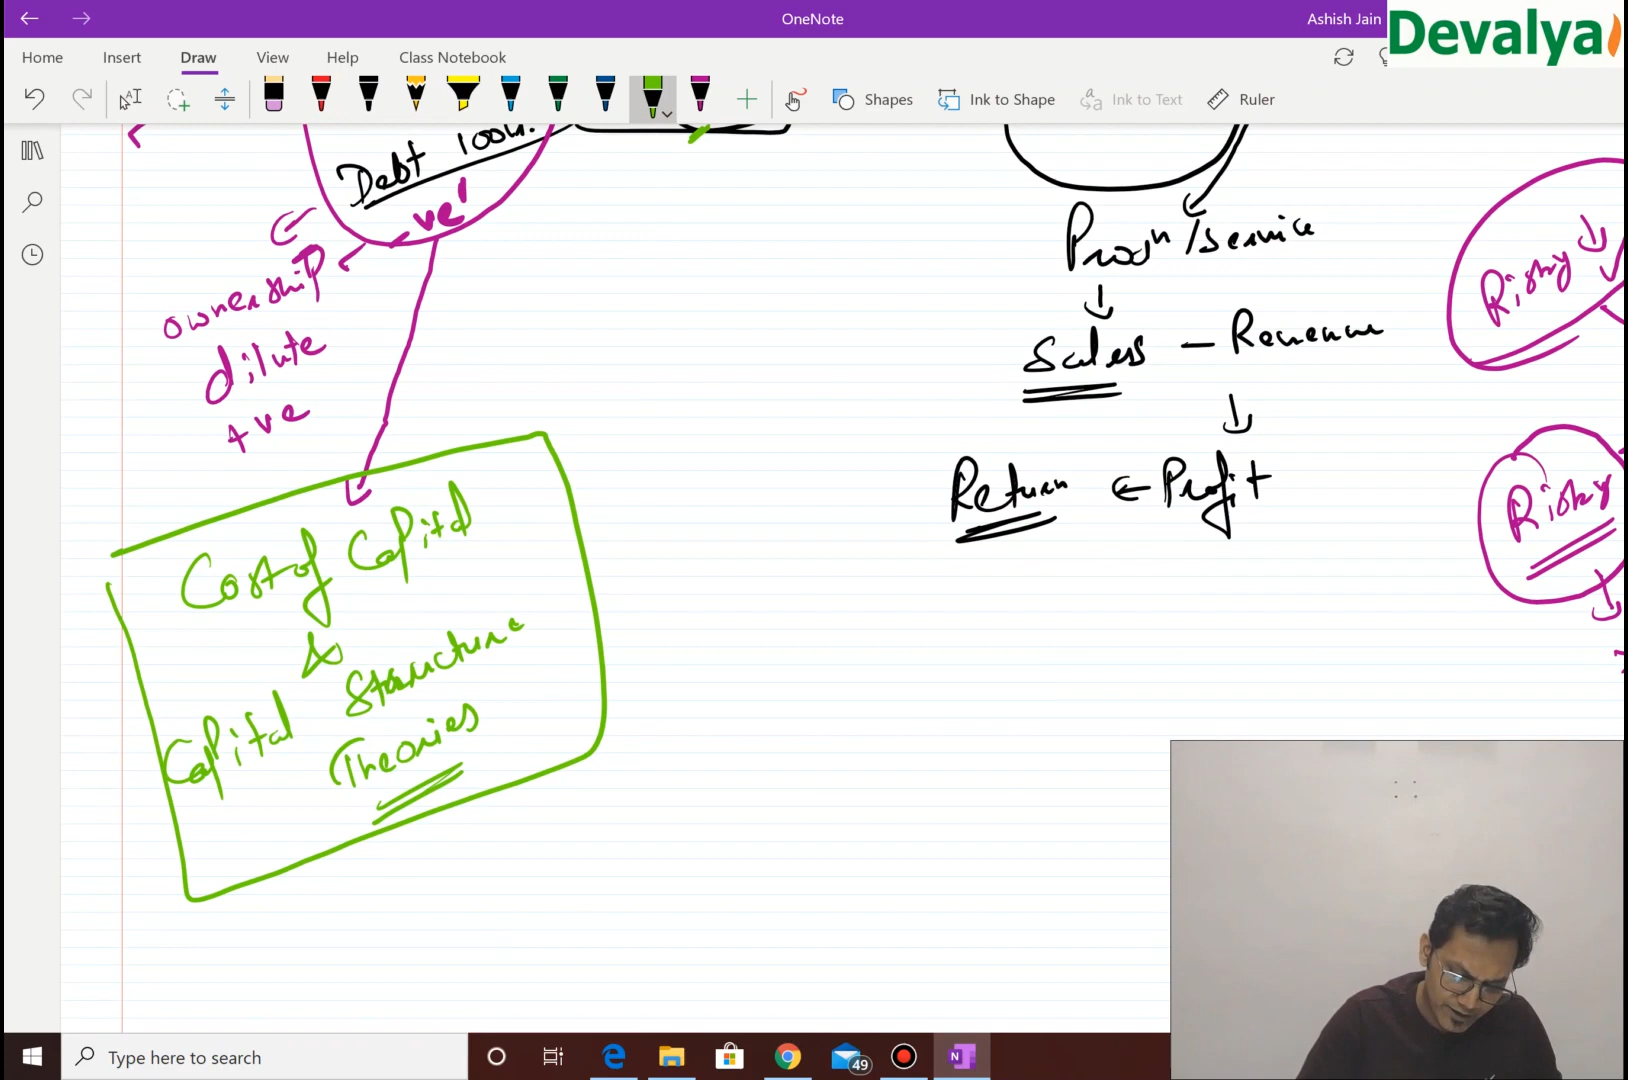 OneNote
Ashish Jain
Devalya
Home Insert Draw View Help Class Notebook
Shapes Ink to Shape Ink to Text Ruler
Debt
-ve
ownership
dilute
+ve
/Service
Sales - Revenue
Return ← Profit
Risky ↓
Risky
Cost of Capital
&
Capital Structure
Theories
Type here to search
49